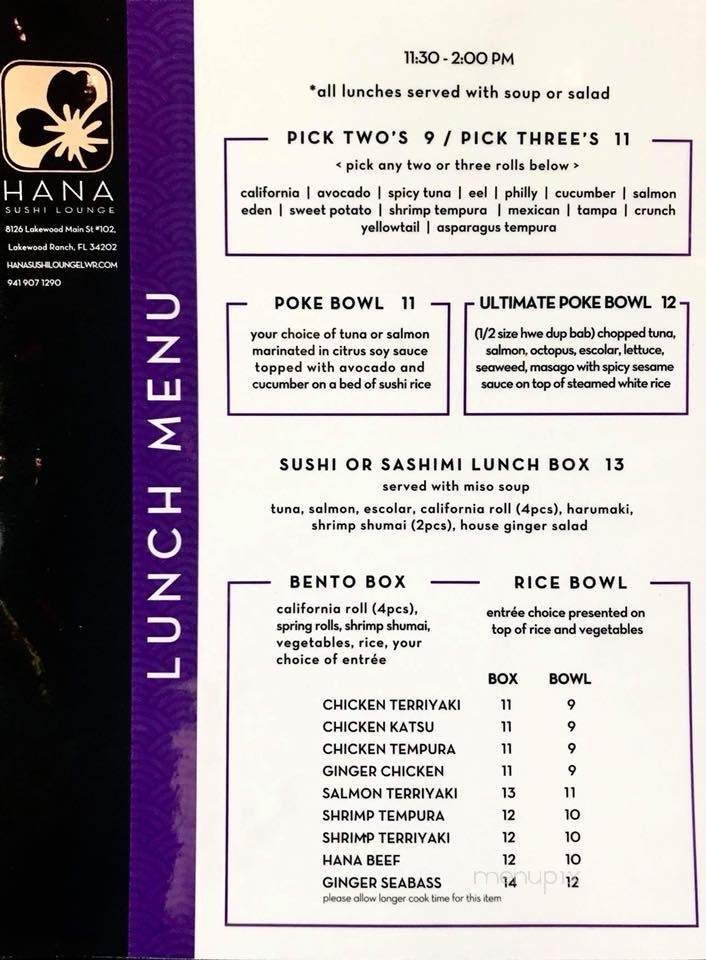 HANA
SUSHI LOUNGE
8126 Lakewood Main St #102,
Lakewood Ranch, FL 34202
HANASUSHILOUNGELWR.COM
941 907 1290
LUNCH MENU
11:30 - 2:00 PM
*all lunches served with soup or salad
PICK TWO'S 9 / PICK THREE'S 11
< pick any two or three rolls below >
california | avocado | spicy tuna | eel | philly | cucumber | salmon
eden | sweet potato | shrimp tempura | mexican | tampa | crunch
yellowtail | asparagus tempura
POKE BOWL 11
your choice of tuna or salmon
marinated in citrus soy sauce
topped with avocado and
cucumber on a bed of sushi rice
ULTIMATE POKE BOWL 12
(1/2 size hwe dup bab) chopped tuna,
salmon, octopus, escolar, lettuce,
seaweed, masago with spicy sesame
sauce on top of steamed white rice
SUSHI OR SASHIMI LUNCH BOX 13
served with miso soup
tuna, salmon, escolar, california roll (4pcs), harumaki,
shrimp shumai (2pcs), house ginger salad
BENTO BOX
california roll (4pcs),
spring rolls, shrimp shumai,
vegetables, rice, your
choice of entrée
RICE BOWL
entrée choice presented on
top of rice and vegetables
BOX BOWL
CHICKEN TERRIYAKI 11 9
CHICKEN KATSU 11 9
CHICKEN TEMPURA 11 9
GINGER CHICKEN 11 9
SALMON TERRIYAKI 13 11
SHRIMP TEMPURA 12 10
SHRIMP TERRIYAKI 12 10
HANA BEEF 12 10
GINGER SEABASS 14 12
please allow longer cook time for this item
menupix